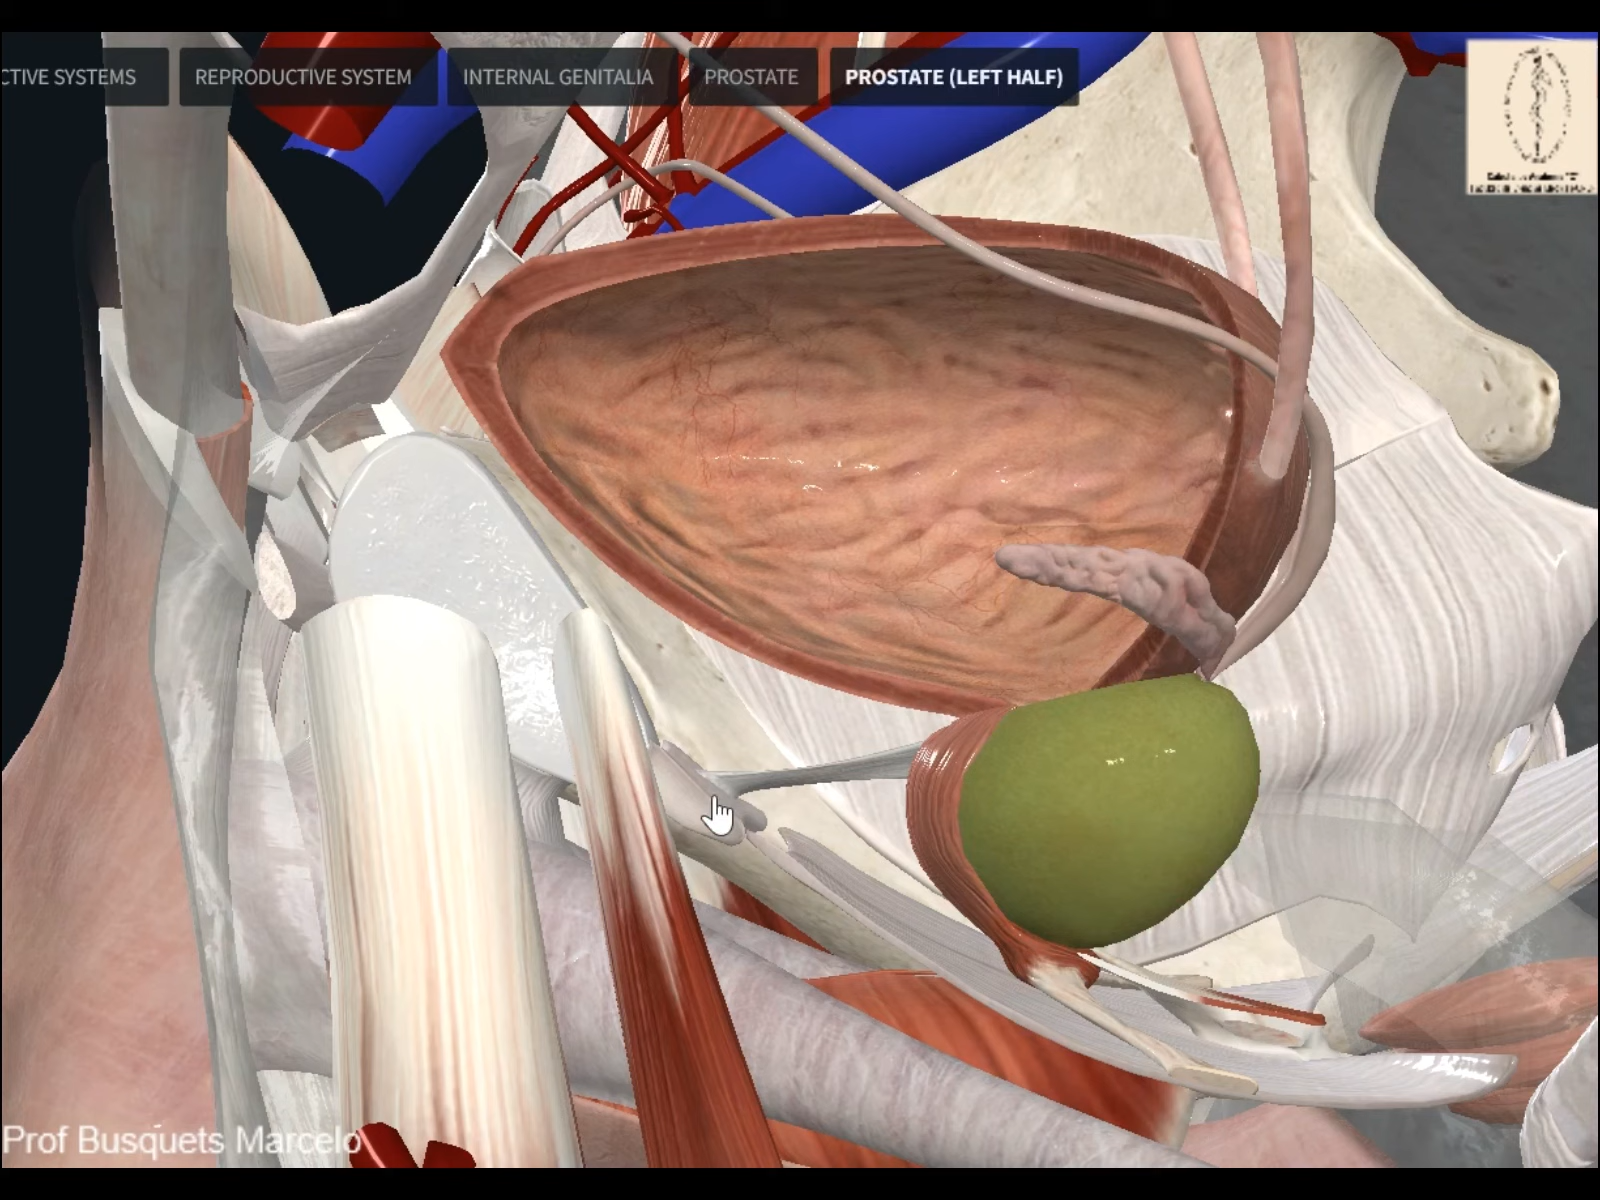 CTIVE SYSTEMS
REPRODUCTIVE SYSTEM
INTERNAL GENITALIA
PROSTATE
PROSTATE (LEFT HALF)
Prof Busquets Marcelo